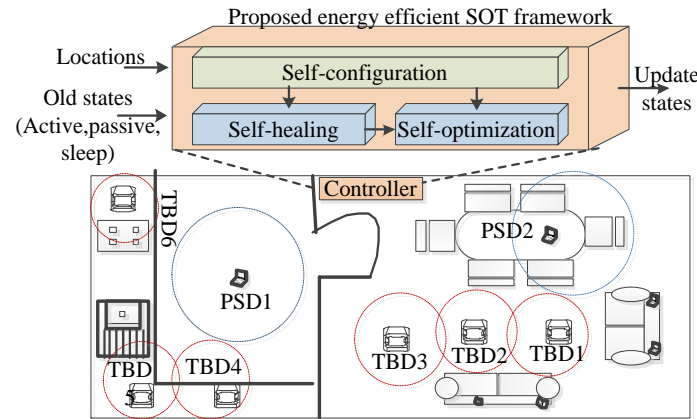 Proposed energy efficient SOT framework
Locations
Old states
(Active,passive,
sleep)
Self-configuration
Self-healing
Self-optimization
Update
states
Controller
TBD6
PSD1
PSD2
TBD3
TBD2
TBD1
TBD
5
TBD4